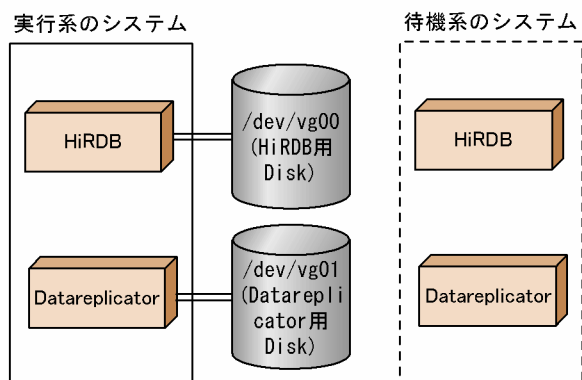 実行系のシステム
待機系のシステム
HiRDB
/dev/vg00
(HiRDB用
Disk)
HiRDB
Datareplicator
/dev/vg01
(Datarepli
cator用
Disk)
Datareplicator